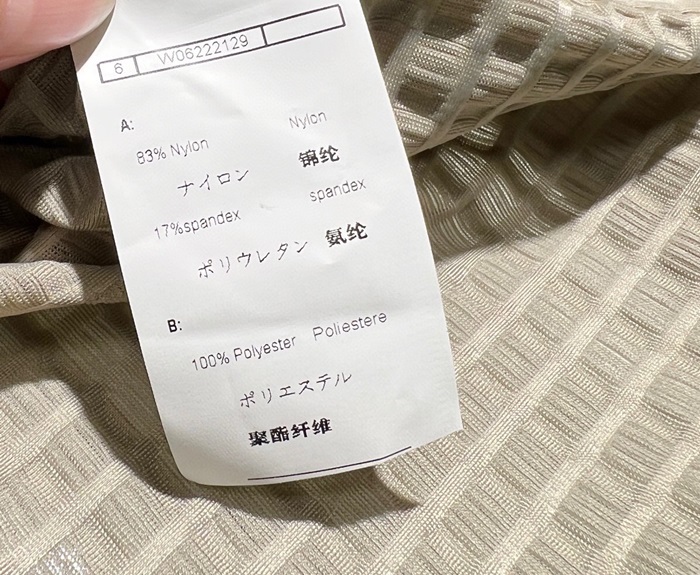 6 W06222129
A:
83% Nylon Nylon
ナイロン 锦纶
17%spandex spandex
ポリウレタン 氨纶
B:
100% Polyester Poliestere
ポリエステル
聚酯纤维